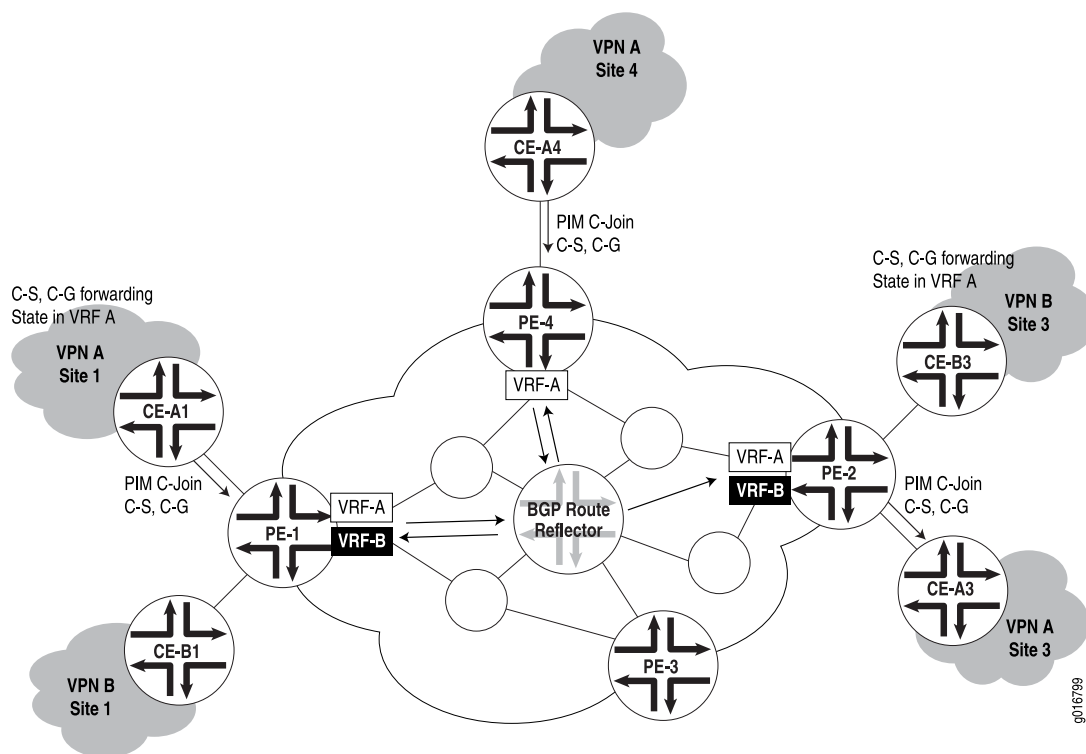 VPN A
Site 4
CE-A4
PIM C-Join
C-S, C-G
C-S, C-G forwarding
State in VRF A
VPN A
Site 1
CE-A1
PIM C-Join
C-S, C-G
PE-4
VRF-A
C-S, C-G forwarding
State in VRF A
VPN B
Site 3
CE-B3
PE-1
VRF-A
VRF-B
BGP Route
Reflector
VRF-A
VRF-B
PE-2
PIM C-Join
C-S, C-G
CE-A3
VPN A
Site 3
CE-B1
VPN B
Site 1
PE-3
g016799